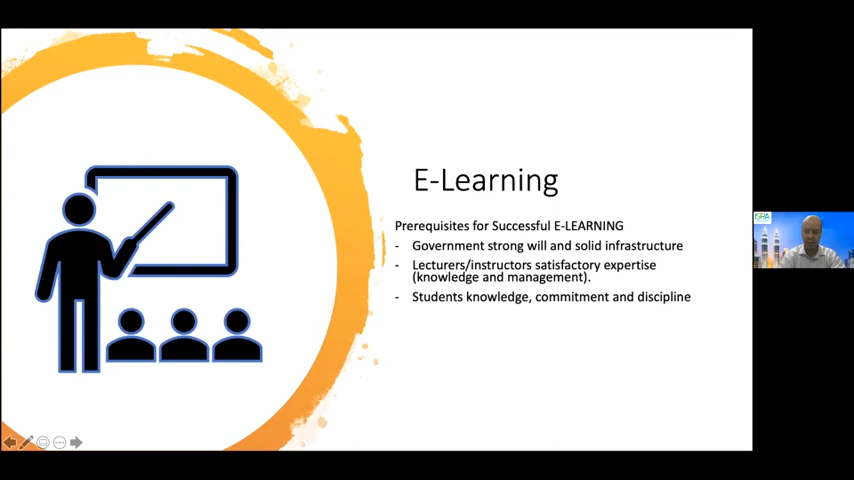 E-Learning
Prerequisites for Successful E-LEARNING
- Government strong will and solid infrastructure
- Lecturers/instructors satisfactory expertise
(knowledge and management).
- Students knowledge, commitment and discipline
ISRA